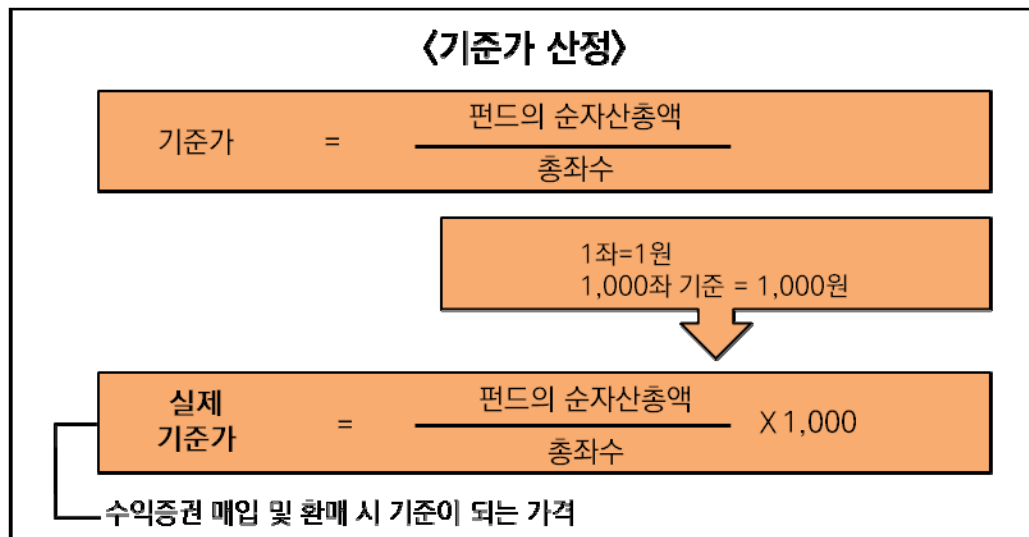 〈기준가 산정〉
기준가 = 펀드의 순자산총액
총좌수
1좌=1원
1,000좌 기준 = 1,000원
실제
기준가 = 펀드의 순자산총액 X 1,000
총좌수
수익증권 매입 및 환매 시 기준이 되는 가격